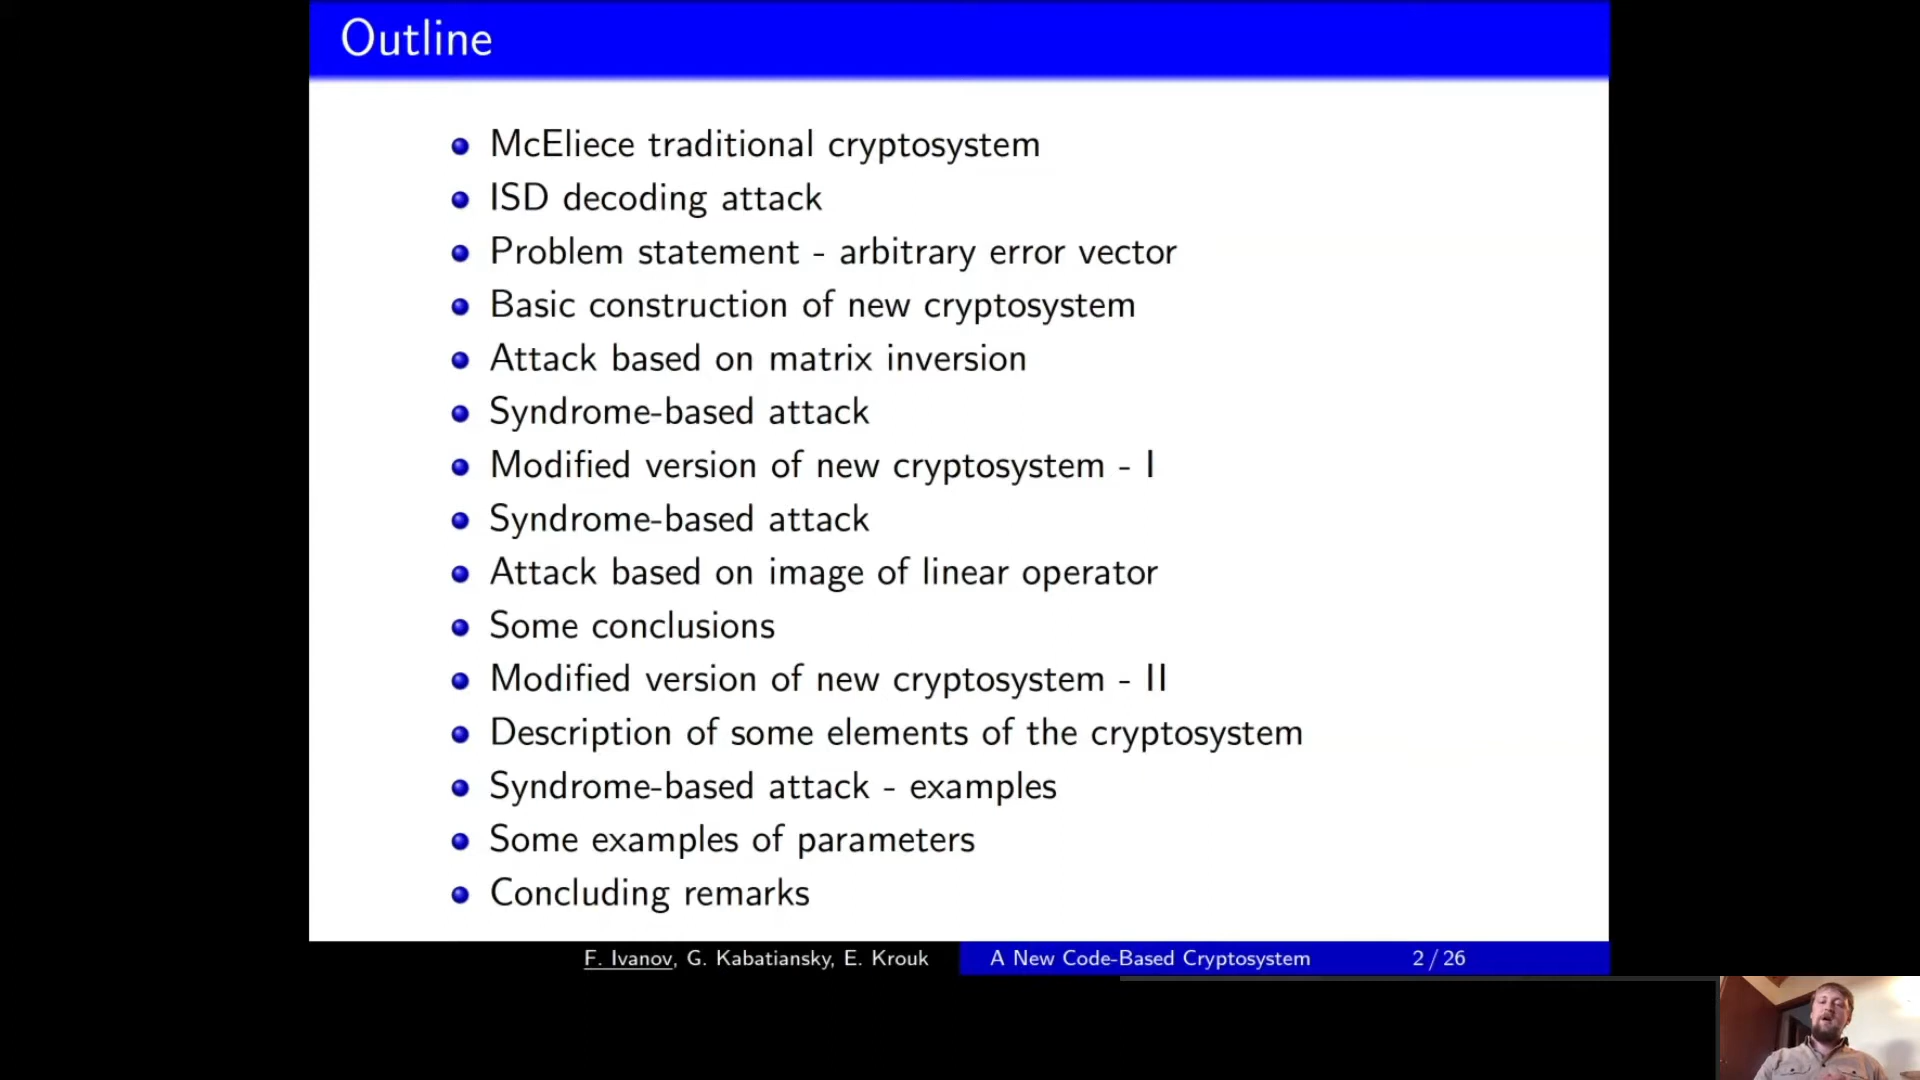 Outline
McEliece traditional cryptosystem
ISD decoding attack
Problem statement - arbitrary error vector
Basic construction of new cryptosystem
Attack based on matrix inversion
Syndrome-based attack
Modified version of new cryptosystem - I
Syndrome-based attack
Attack based on image of linear operator
Some conclusions
Modified version of new cryptosystem - II
Description of some elements of the cryptosystem
Syndrome-based attack - examples
Some examples of parameters
Concluding remarks
F. Ivanov, G. Kabatiansky, E. Krouk A New Code-Based Cryptosystem 2 / 26